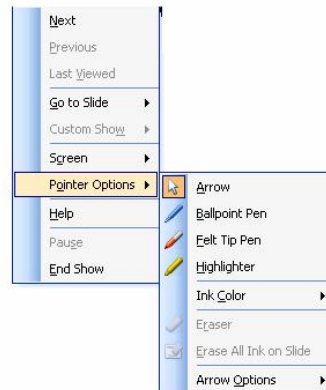 Next
Previous
Last Viewed
Go to Slide
Custom Show
Screen
Pointer Options
Help
Pause
End Show
Arrow
Ballpoint Pen
Felt Tip Pen
Highlighter
Ink Color
Eraser
Erase All Ink on Slide
Arrow Options